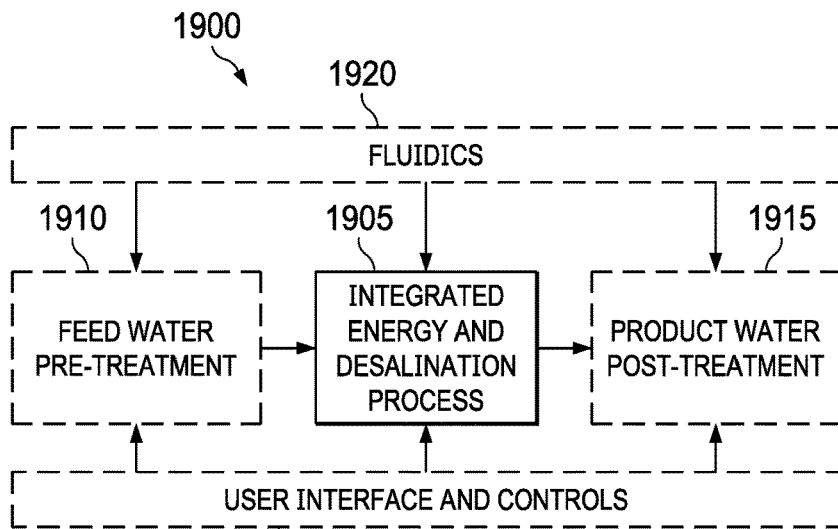 1900
1920
FLUIDICS
1910
1905
1915
FEED WATER
PRE-TREATMENT
INTEGRATED
ENERGY AND
DESALINATION
PROCESS
PRODUCT WATER
POST-TREATMENT
USER INTERFACE AND CONTROLS